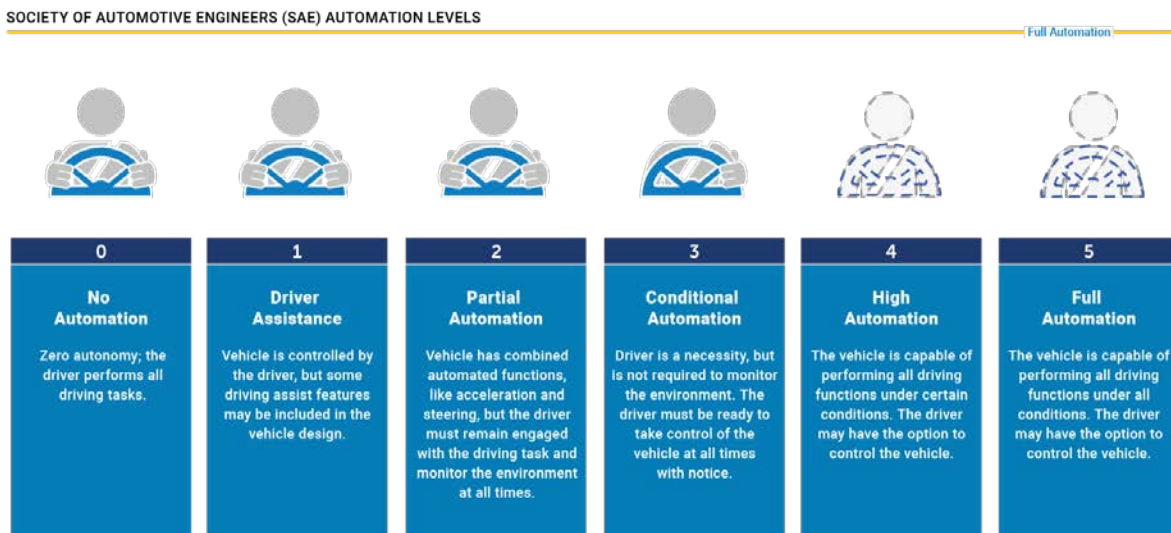 SOCIETY OF AUTOMOTIVE ENGINEERS (SAE) AUTOMATION LEVELS
Full Automation
0
No
Automation
Zero autonomy; the
driver performs all
driving tasks.
1
Driver
Assistance
Vehicle is controlled by
the driver, but some
driving assist features
may be included in the
vehicle design.
2
Partial
Automation
Vehicle has combined
automated functions,
like acceleration and
steering, but the driver
must remain engaged
with the driving task and
monitor the environment
at all times.
3
Conditional
Automation
Driver is a necessity, but
is not required to monitor
the environment. The
driver must be ready to
take control of the
vehicle at all times
with notice.
4
High
Automation
The vehicle is capable of
performing all driving
functions under certain
conditions. The driver
may have the option to
control the vehicle.
5
Full
Automation
The vehicle is capable of
performing all driving
functions under all
conditions. The driver
may have the option to
control the vehicle.